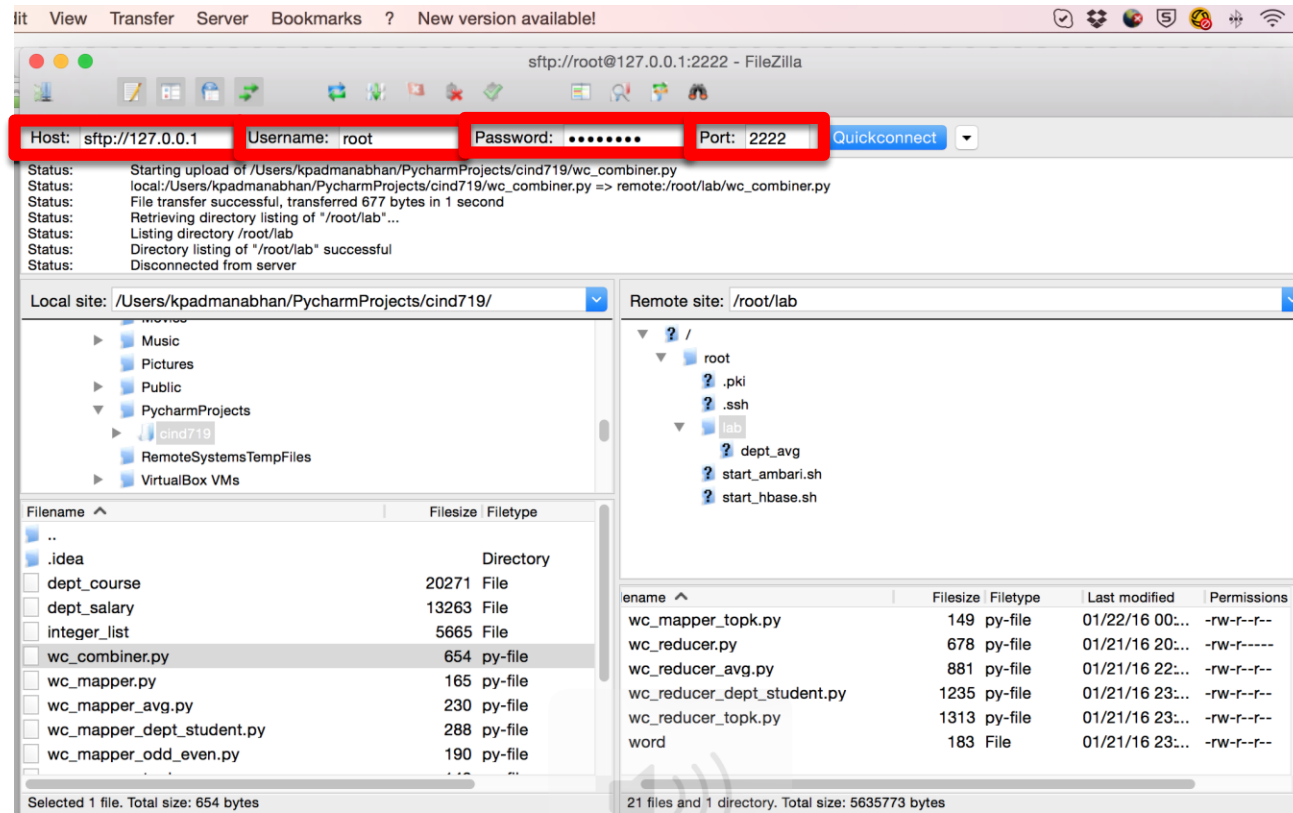 lit View Transfer Server Bookmarks ? New version available!
sftp://root@127.0.0.1:2222 - FileZilla
Host: sftp://127.0.0.1 Username: root Password: •••••••• Port: 2222 Quickconnect
Status: Starting upload of /Users/kpadmanabhan/PycharmProjects/cind719/wc_combiner.py
Status: local:/Users/kpadmanabhan/PycharmProjects/cind719/wc_combiner.py => remote:/root/lab/wc_combiner.py
Status: File transfer successful, transferred 677 bytes in 1 second
Status: Retrieving directory listing of "/root/lab"...
Status: Listing directory /root/lab
Status: Directory listing of "/root/lab" successful
Status: Disconnected from server
Local site: /Users/kpadmanabhan/PycharmProjects/cind719/
Music
Pictures
Public
PycharmProjects
cind719
RemoteSystemsTempFiles
VirtualBox VMs
Filename Filesize Filetype
..
.idea Directory
dept_course 20271 File
dept_salary 13263 File
integer_list 5665 File
wc_combiner.py 654 py-file
wc_mapper.py 165 py-file
wc_mapper_avg.py 230 py-file
wc_mapper_dept_student.py 288 py-file
wc_mapper_odd_even.py 190 py-file
Selected 1 file. Total size: 654 bytes
Remote site: /root/lab
? /
root
? .pki
? .ssh
lab
? dept_avg
? start_ambari.sh
? start_hbase.sh
lename Filesize Filetype Last modified Permissions
wc_mapper_topk.py 149 py-file 01/22/16 00:... -rw-r--r--
wc_reducer.py 678 py-file 01/21/16 20:... -rw-r-----
wc_reducer_avg.py 881 py-file 01/21/16 22:... -rw-r--r--
wc_reducer_dept_student.py 1235 py-file 01/21/16 23:... -rw-r--r--
wc_reducer_topk.py 1313 py-file 01/21/16 23:... -rw-r--r--
word 183 File 01/21/16 23:... -rw-r--r--
21 files and 1 directory. Total size: 5635773 bytes